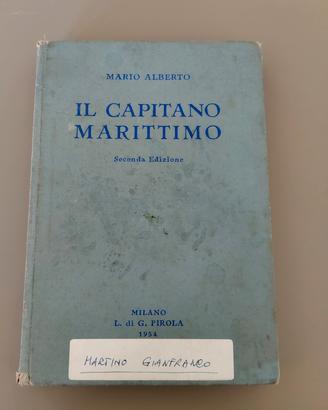 MARIO ALBERTO
IL CAPITANO
MARITTIMO
Seconda Edizione
MILANO
L. di G. PIROLA
1954
MARTINO GIANFRANCO